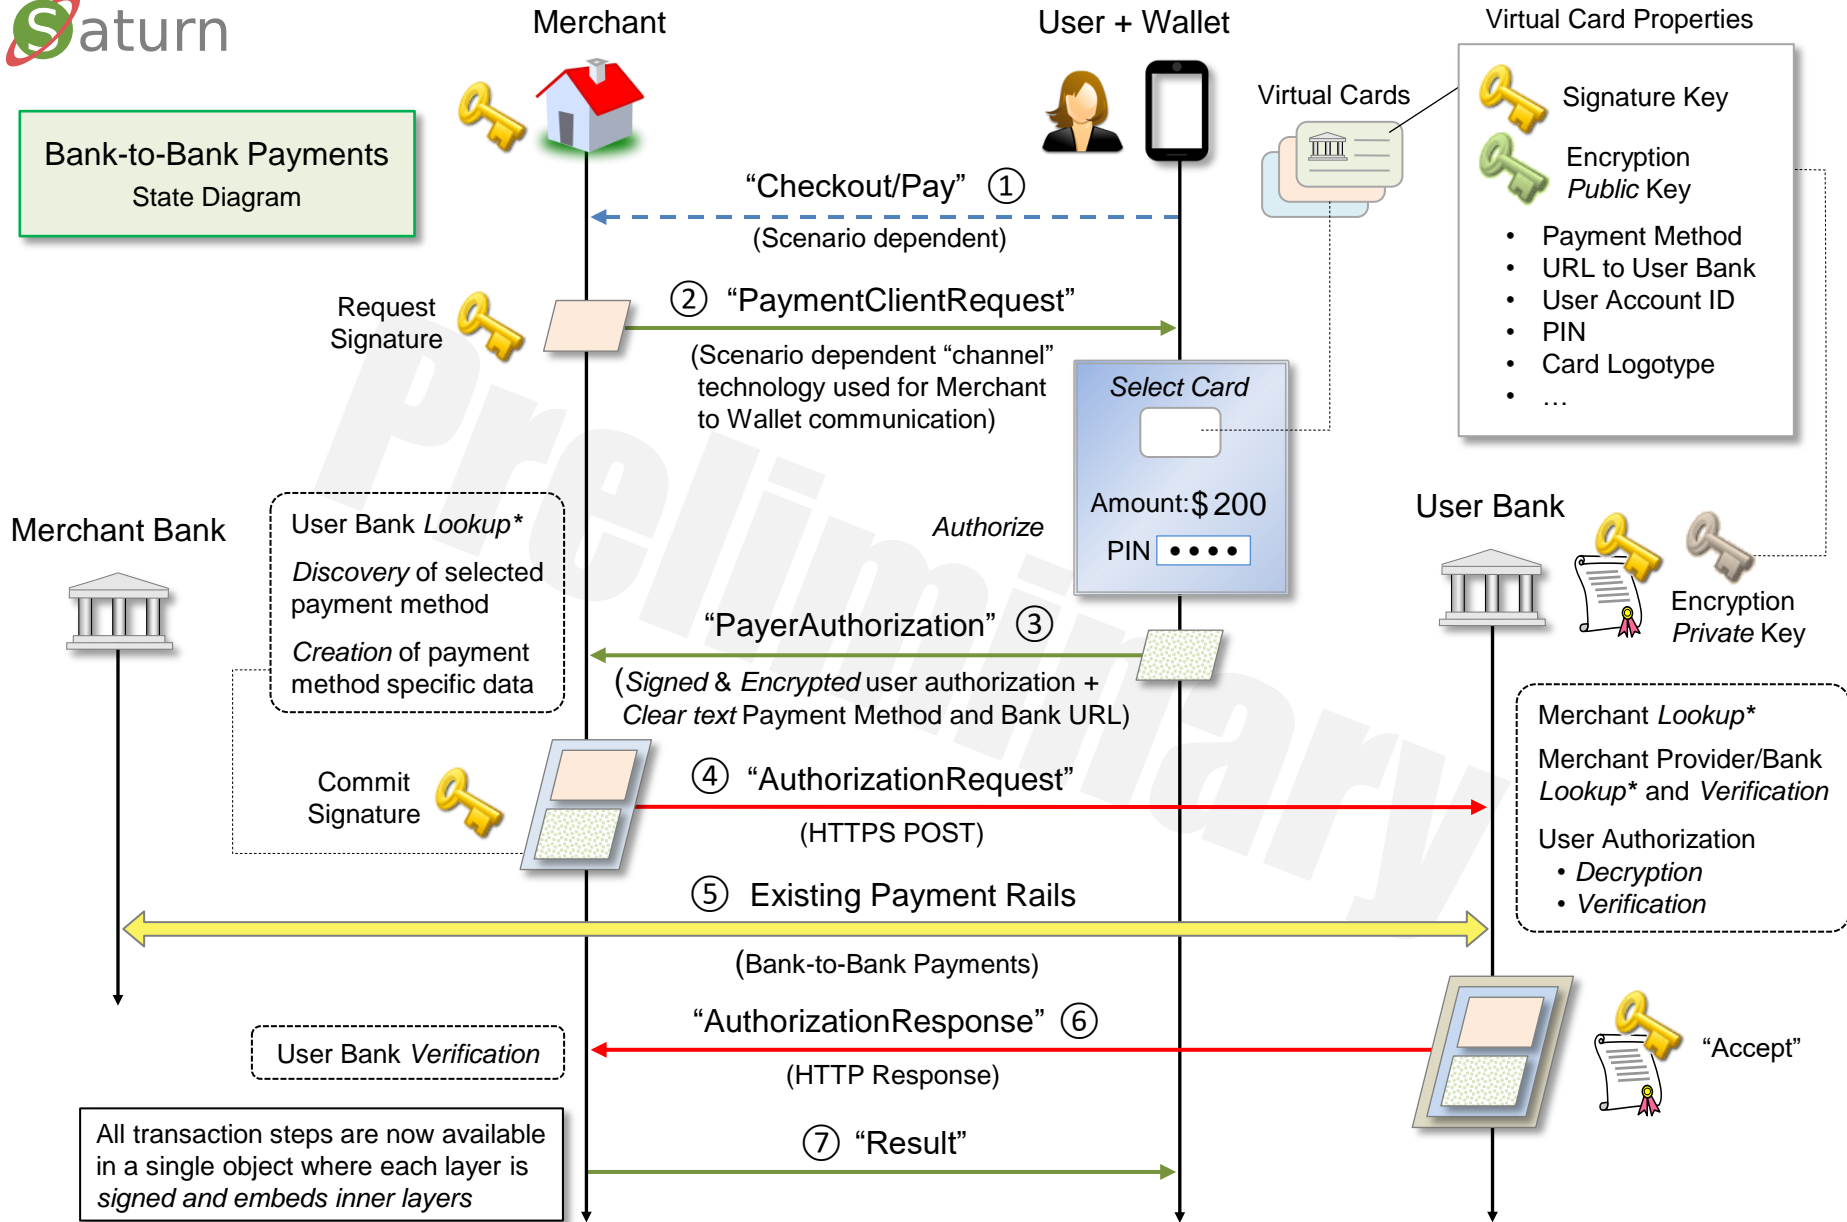 Saturn
Merchant
User + Wallet
Virtual Card Properties
Bank-to-Bank Payments
State Diagram
Virtual Cards
Signature Key
Encryption
Public Key
• Payment Method
• URL to User Bank
• User Account ID
• PIN
• Card Logotype
• …
“Checkout/Pay” ①
(Scenario dependent)
Request
Signature
② “PaymentClientRequest”
(Scenario dependent “channel”
technology used for Merchant
to Wallet communication)
Select Card
Amount: $ 200
PIN ••••
Authorize
Merchant Bank
User Bank Lookup*
Discovery of selected
payment method
Creation of payment
method specific data
User Bank
Encryption
Private Key
“PayerAuthorization” ③
(Signed & Encrypted user authorization +
Clear text Payment Method and Bank URL)
Merchant Lookup*
Merchant Provider/Bank
Lookup* and Verification
User Authorization
• Decryption
• Verification
Commit
Signature
④ “AuthorizationRequest”
(HTTPS POST)
⑤ Existing Payment Rails
(Bank-to-Bank Payments)
“AuthorizationResponse” ⑥
(HTTP Response)
User Bank Verification
“Accept”
All transaction steps are now available
in a single object where each layer is
signed and embeds inner layers
⑦ “Result”
Preliminary